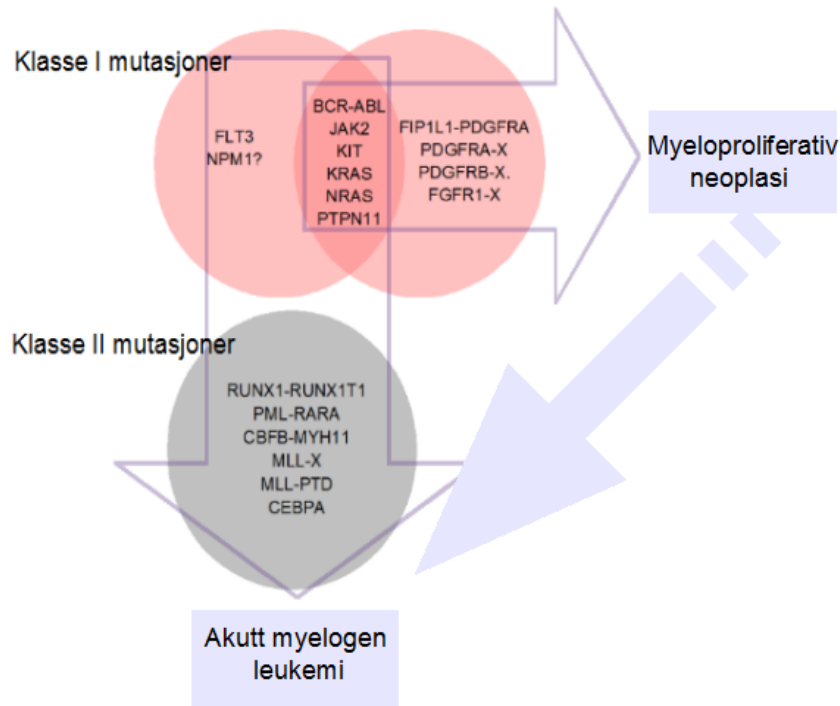 Klasse I mutasjoner
FLT3
NPM1?
BCR-ABL
JAK2
KIT
KRAS
NRAS
PTPN11
FIP1L1-PDGFRA
PDGFRA-X
PDGFRB-X.
FGFR1-X
Myeloproliferativ
neoplasi
Klasse II mutasjoner
RUNX1-RUNX1T1
PML-RARA
CBFB-MYH11
MLL-X
MLL-PTD
CEBPA
Akutt myelogen
leukemi